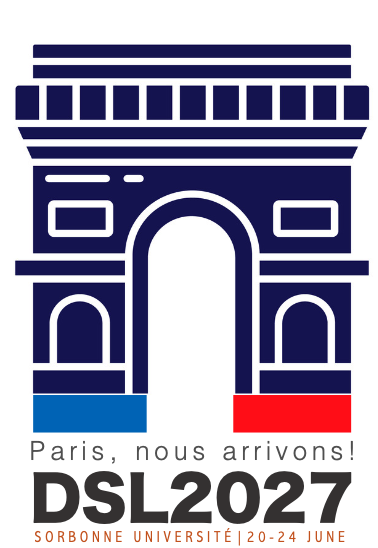 Paris, nous arrivons!
DSL2027
SORBONNE UNIVERSITÉ|20-24 JUNE